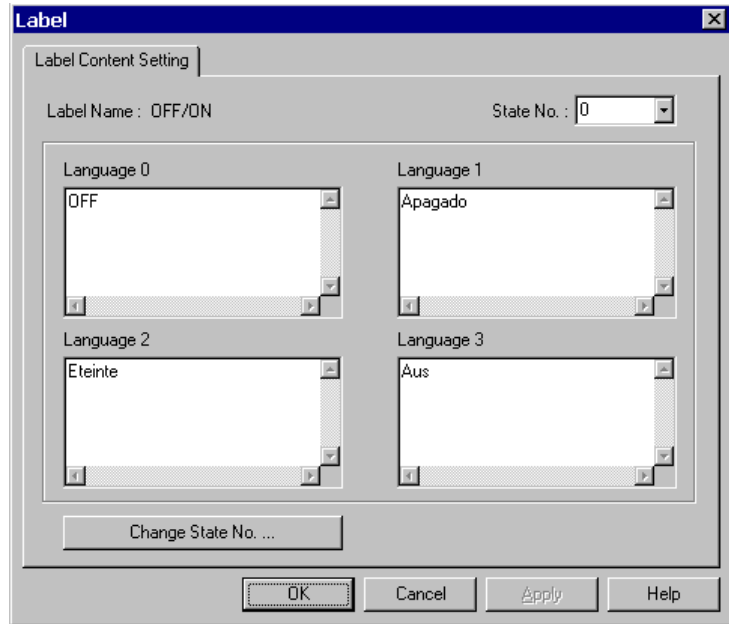 Label
Label Content Setting
Label Name : OFF/ON State No. : 0
Language 0 Language 1
OFF Apagado
Language 2 Language 3
Eteinte Aus
Change State No. ...
OK Cancel Apply Help